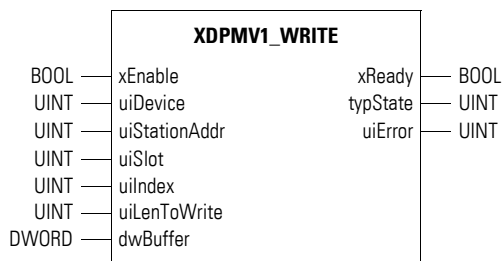 XDPMV1_WRITE
BOOL xEnable xReady BOOL
UINT uiDevice typState UINT
UINT uiStationAddr uiError UINT
UINT uiSlot
UINT uiIndex
UINT uiLenToWrite
DWORD dwBuffer